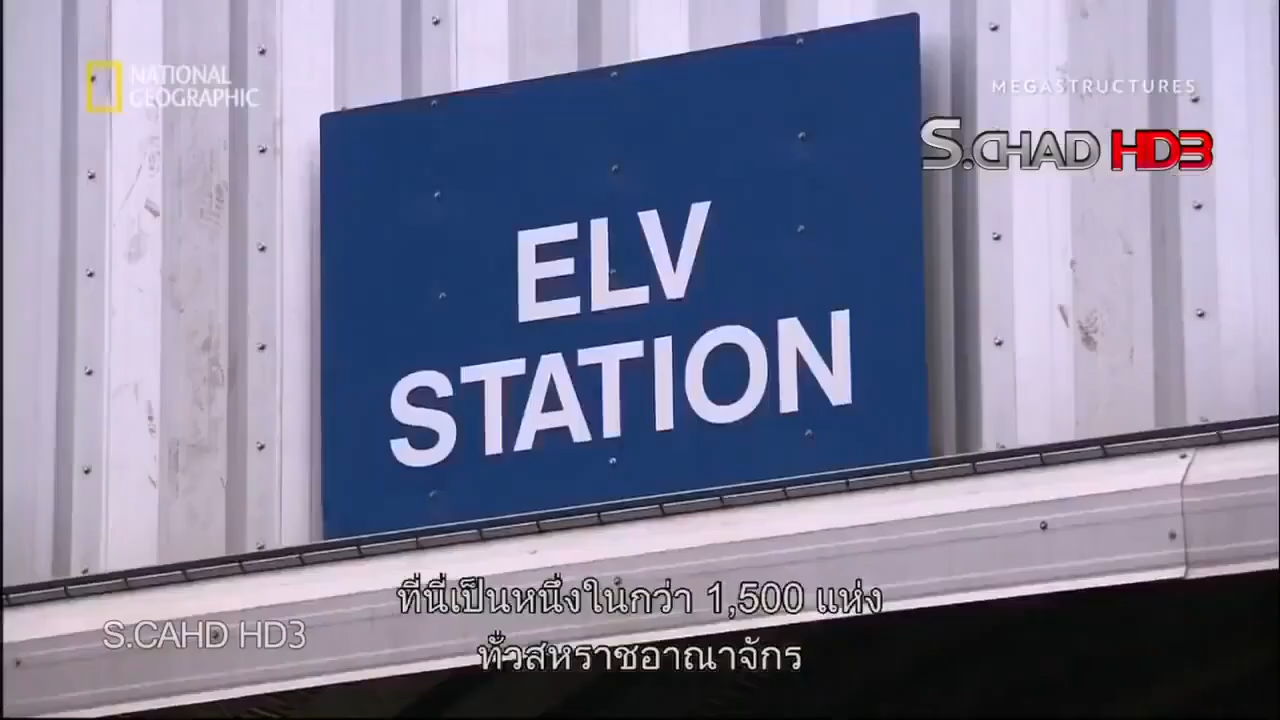 NATIONAL
GEOGRAPHIC
MEGASTRUCTURES
S.CHAD HD3
ELV
STATION
ที่นี่เป็นหนึ่งในกว่า 1,500 แห่ง
ทั่วสหราชอาณาจักร
S.CAHD HD3